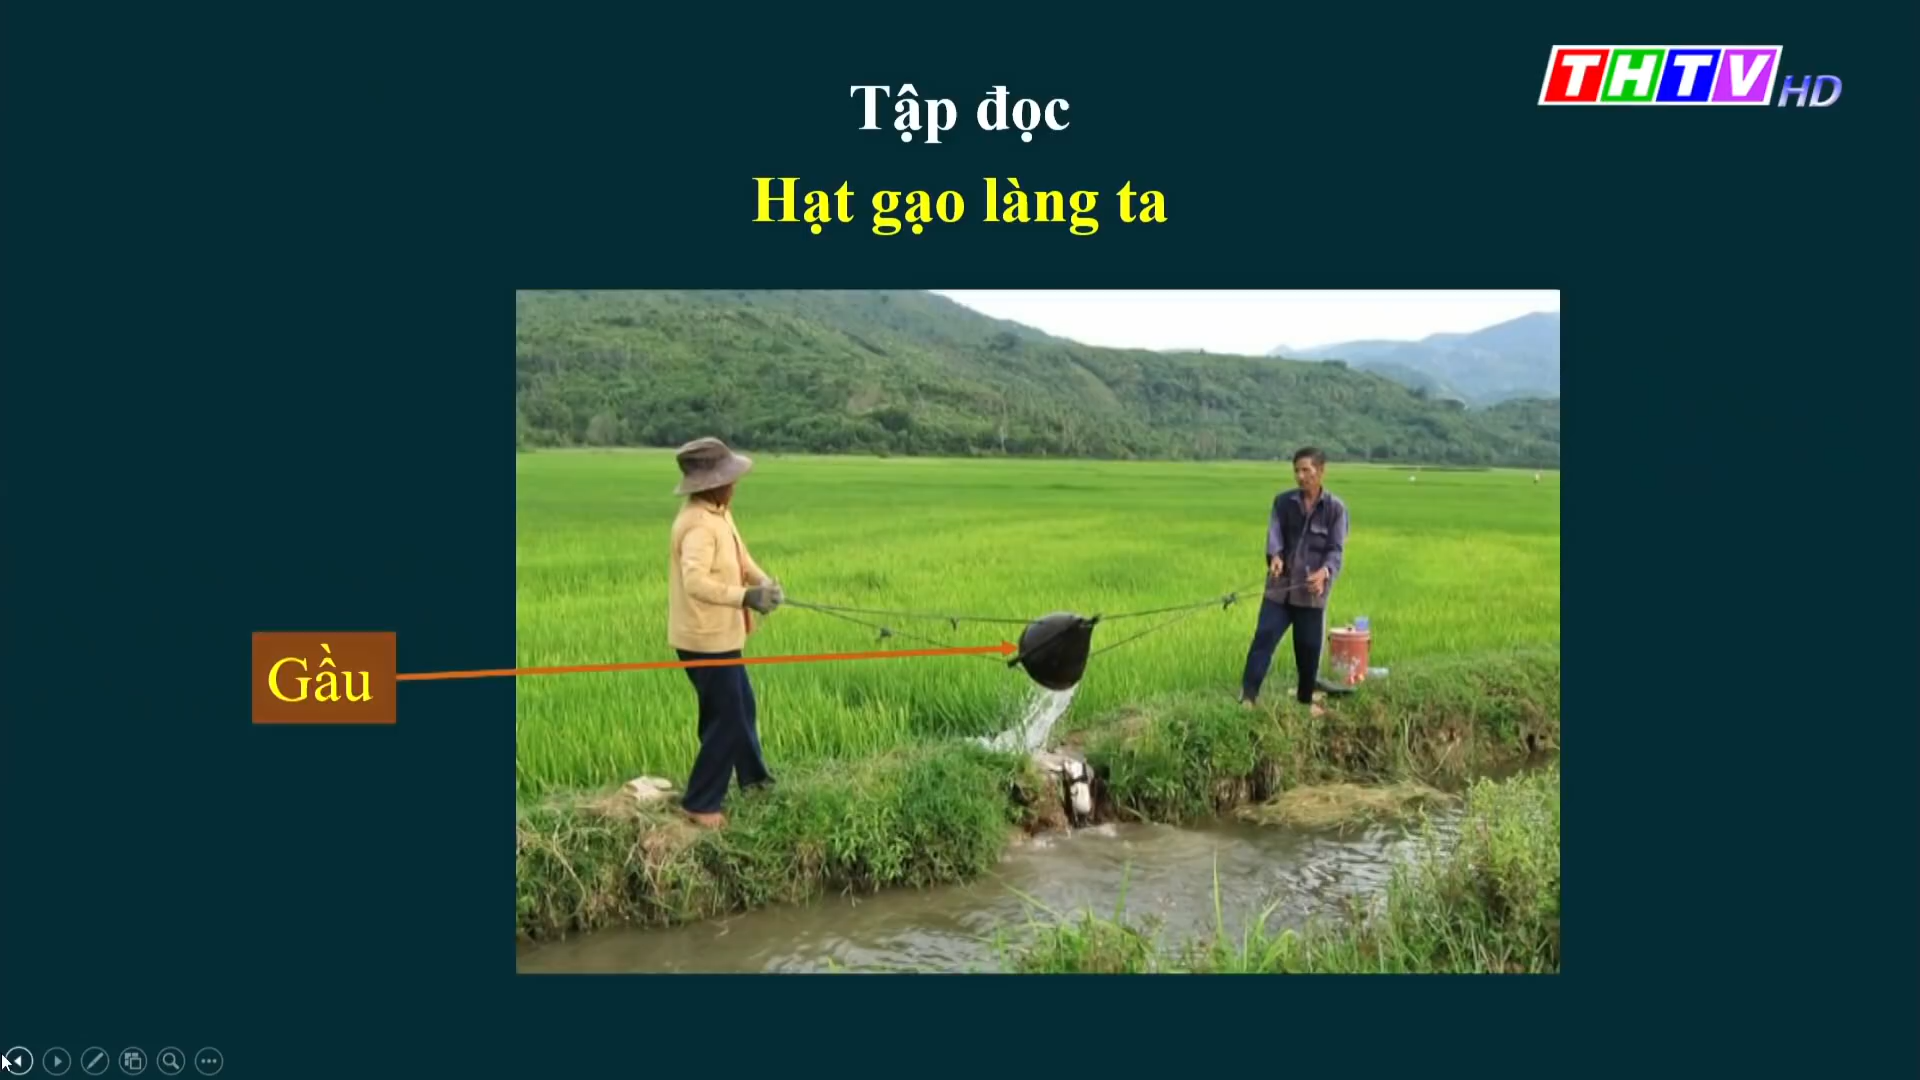 THTV HD
Tập đọc
Hạt gạo làng ta
Gầu